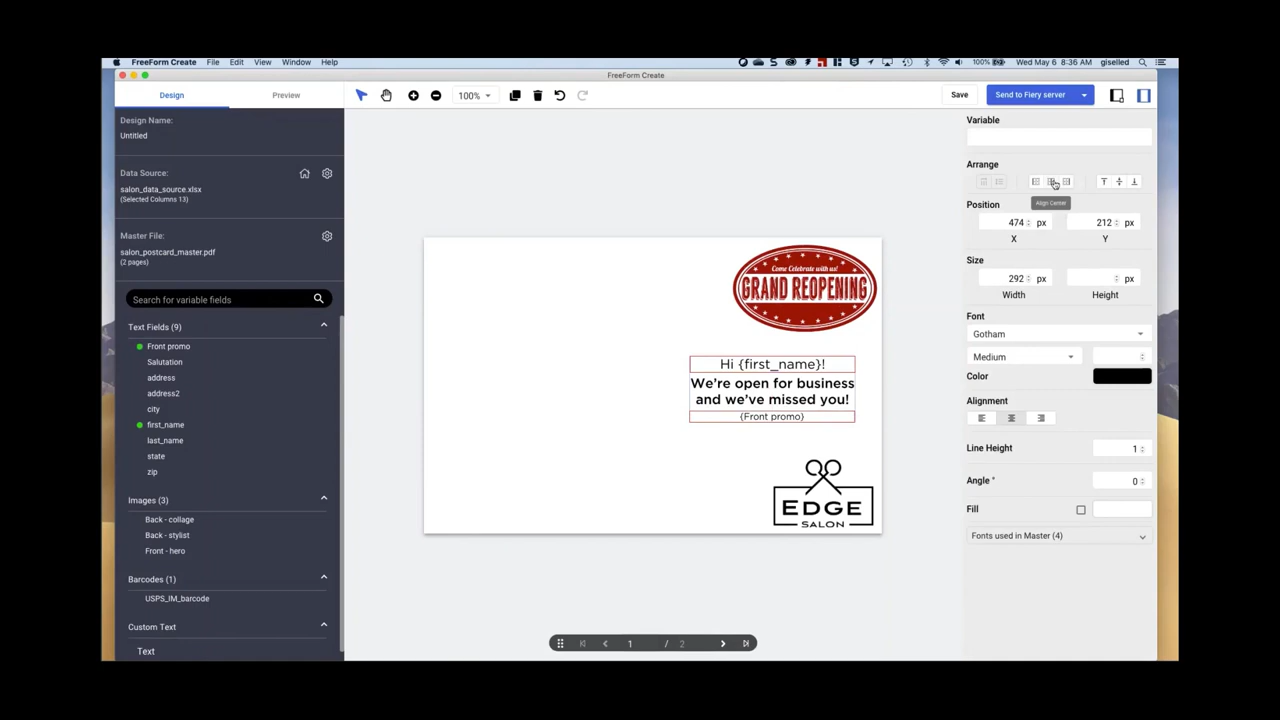 FreeForm Create File Edit View Window Help
100% Wed May 6 8:36 AM giselled
FreeForm Create
Design Preview
100%
Save Send to Fiery server
Design Name:
Untitled
Data Source:
salon_data_source.xlsx
(Selected Columns 13)
Master File:
salon_postcard_master.pdf
(2 pages)
Search for variable fields
Text Fields (9)
Front promo
Salutation
address
address2
city
first_name
last_name
state
zip
Images (3)
Back - collage
Back - stylist
Front - hero
Barcodes (1)
USPS_IM_barcode
Custom Text
Text
Come Celebrate with us!
GRAND REOPENING
Hi {first_name}!
We're open for business
and we've missed you!
{Front promo}
EDGE
SALON
1 / 2
Variable
Arrange
Align Center
Position
474 px 212 px
X Y
Size
292 px px
Width Height
Font
Gotham
Medium
Color
Alignment
Line Height 1
Angle ° 0
Fill
Fonts used in Master (4)